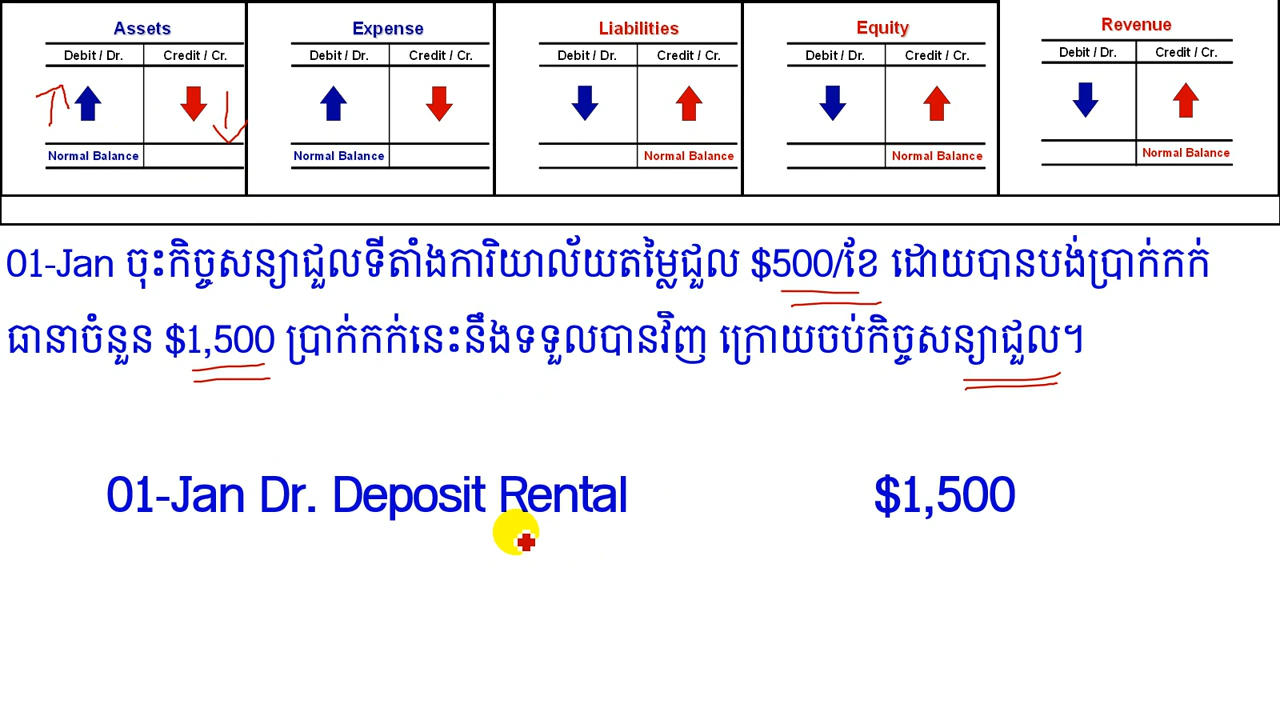 Assets Expense Liabilities Equity Revenue
Debit / Dr. Credit / Cr. Debit / Dr. Credit / Cr. Debit / Dr. Credit / Cr. Debit / Dr. Credit / Cr. Debit / Dr. Credit / Cr.
Normal Balance Normal Balance Normal Balance Normal Balance Normal Balance
01-Jan ចុះកិច្ចសន្យាជួលទីតាំងការិយាល័យតម្លៃជួល $500/ខែ ដោយបានបង់ប្រាក់កក់
ធានាចំនួន $1,500 ប្រាក់កក់នេះនឹងទទួលបានវិញ ក្រោយចប់កិច្ចសន្យាជួល។
01-Jan Dr. Deposit Rental $1,500